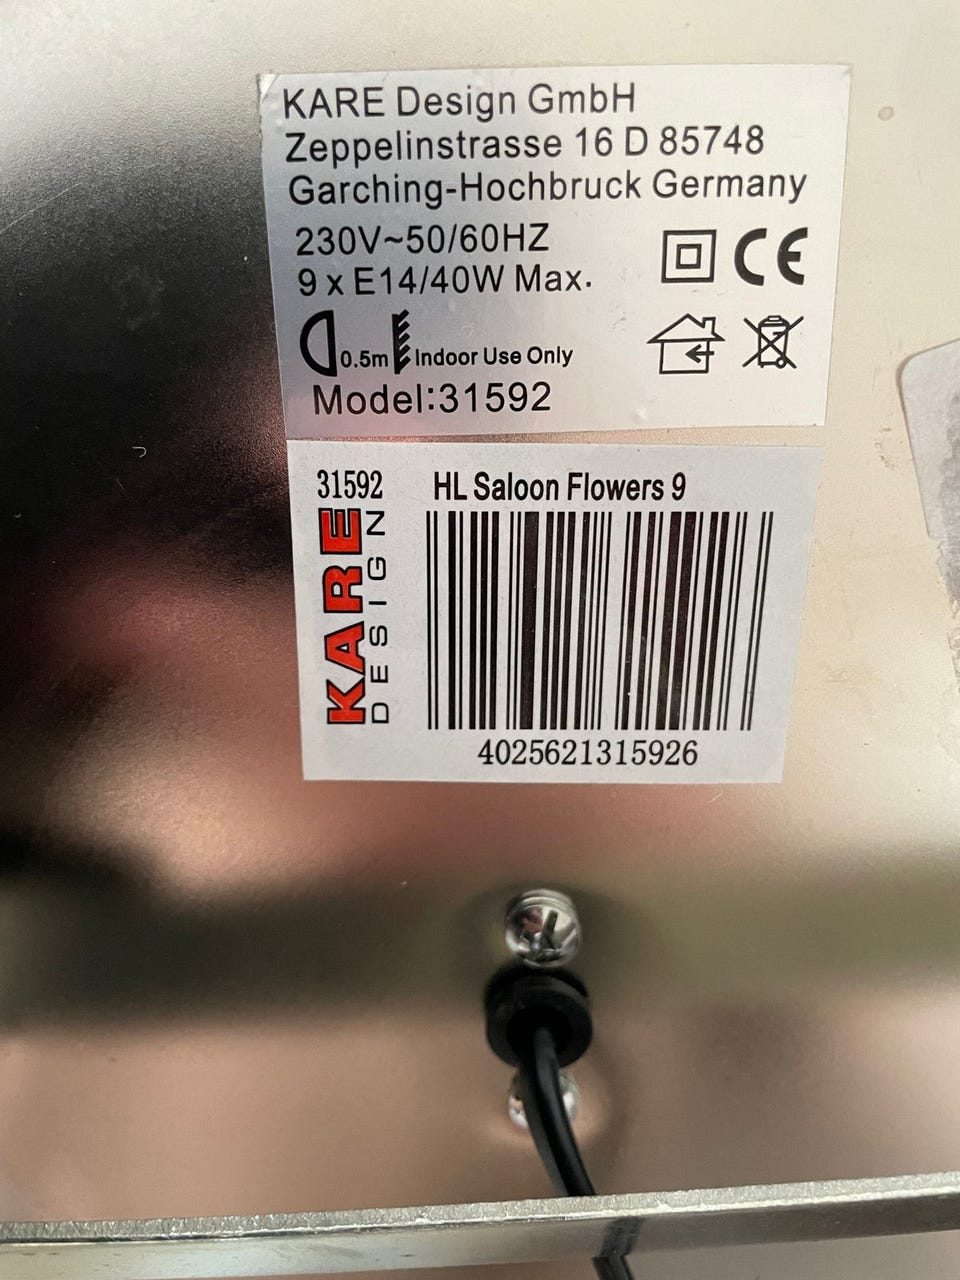 KARE Design GmbH
Zeppelinstrasse 16 D 85748
Garching-Hochbruck Germany
230V~50/60HZ
9 x E14/40W Max.
0.5m Indoor Use Only
Model:31592
31592 HL Saloon Flowers 9
KARE
DESIGN
4025621315926